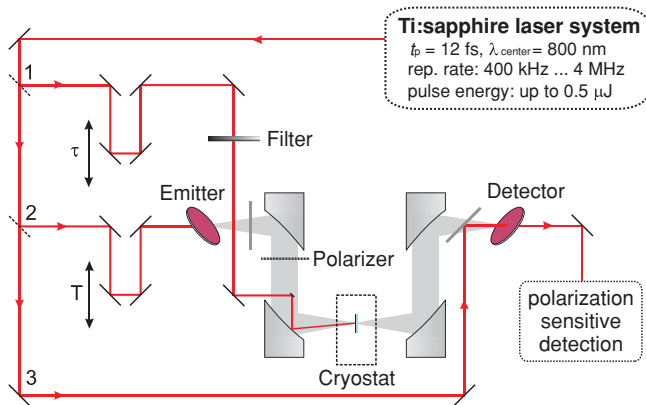 Ti:sapphire laser system
tp = 12 fs, λcenter = 800 nm
rep. rate: 400 kHz ... 4 MHz
pulse energy: up to 0.5 μJ
1
τ
Filter
Emitter
Detector
2
Polarizer
T
polarization
sensitive
detection
3
Cryostat